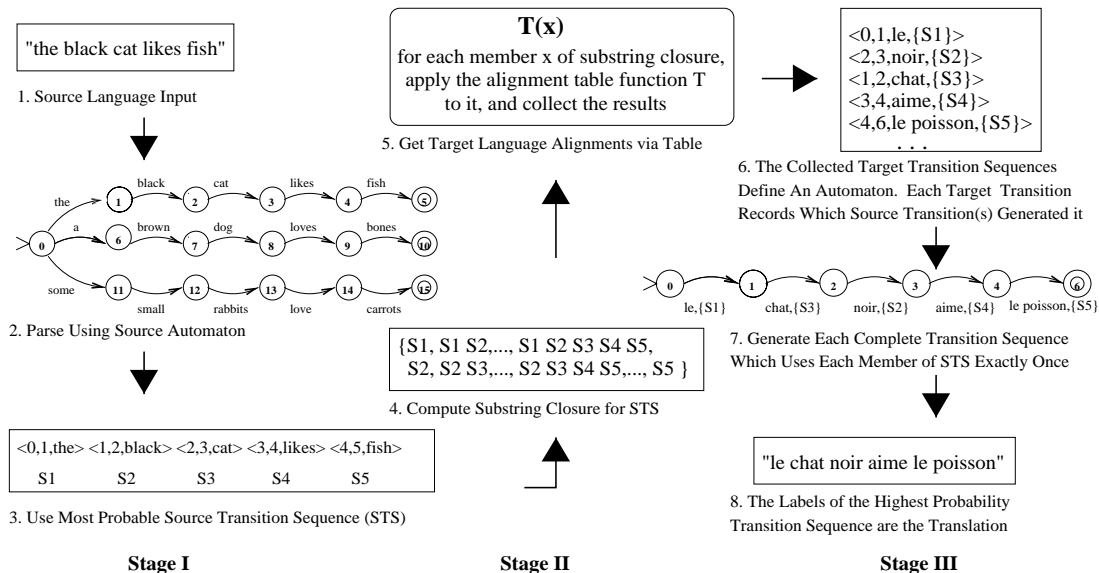 "the black cat likes fish"
1. Source Language Input
the black cat likes fish
0 1 2 3 4 5
a brown dog loves bones
6 7 8 9 10
some small rabbits love carrots
11 12 13 14 15
2. Parse Using Source Automaton
<0,1,the> <1,2,black> <2,3,cat> <3,4,likes> <4,5,fish>
S1 S2 S3 S4 S5
3. Use Most Probable Source Transition Sequence (STS)
Stage I
T(x)
for each member x of substring closure,
apply the alignment table function T
to it, and collect the results
5. Get Target Language Alignments via Table
{S1, S1 S2,..., S1 S2 S3 S4 S5,
S2, S2 S3,..., S2 S3 S4 S5,..., S5 }
4. Compute Substring Closure for STS
Stage II
<0,1,le,{S1}>
<2,3,noir,{S2}>
<1,2,chat,{S3}>
<3,4,aime,{S4}>
<4,6,le poisson,{S5}>
. . .
6. The Collected Target Transition Sequences
Define An Automaton. Each Target Transition
Records Which Source Transition(s) Generated it
0 1 2 3 4 6
le,{S1} chat,{S3} noir,{S2} aime,{S4} le poisson,{S5}
7. Generate Each Complete Transition Sequence
Which Uses Each Member of STS Exactly Once
"le chat noir aime le poisson"
8. The Labels of the Highest Probability
Transition Sequence are the Translation
Stage III